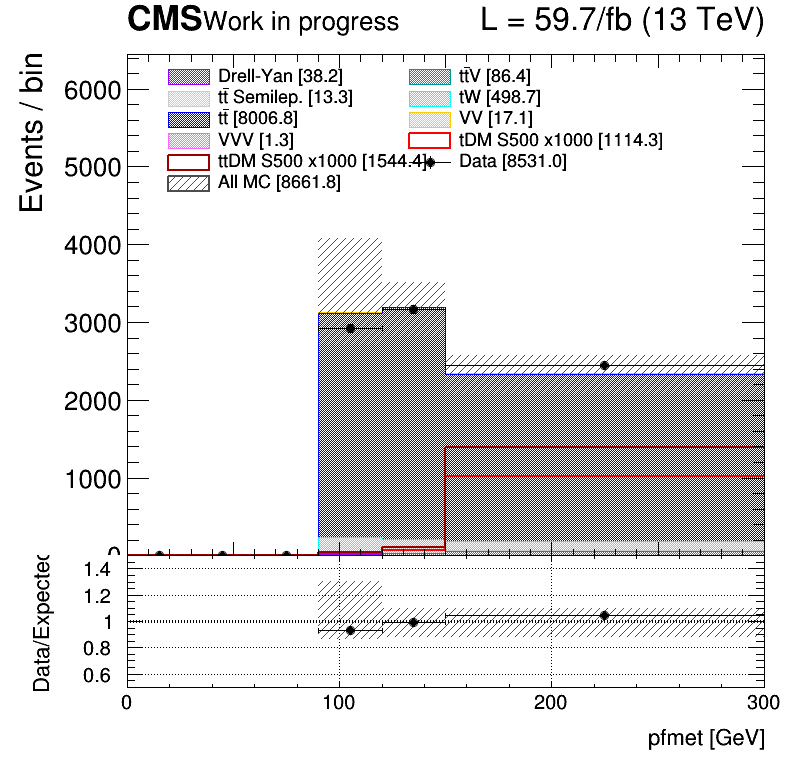 CMS Work in progress L = 59.7/fb (13 TeV)
Events / bin
Drell-Yan [38.2] tt̄V [86.4]
tt̄ Semilep. [13.3] tW [498.7]
tt̄ [8006.8] VV [17.1]
VVV [1.3] tDM S500 x1000 [1114.3]
ttDM S500 x1000 [1544.4] Data [8531.0]
All MC [8661.8]
6000
5000
4000
3000
2000
1000
0
Data/Expected
1.4
1.2
1
0.8
0.6
0 100 200 300
pfmet [GeV]